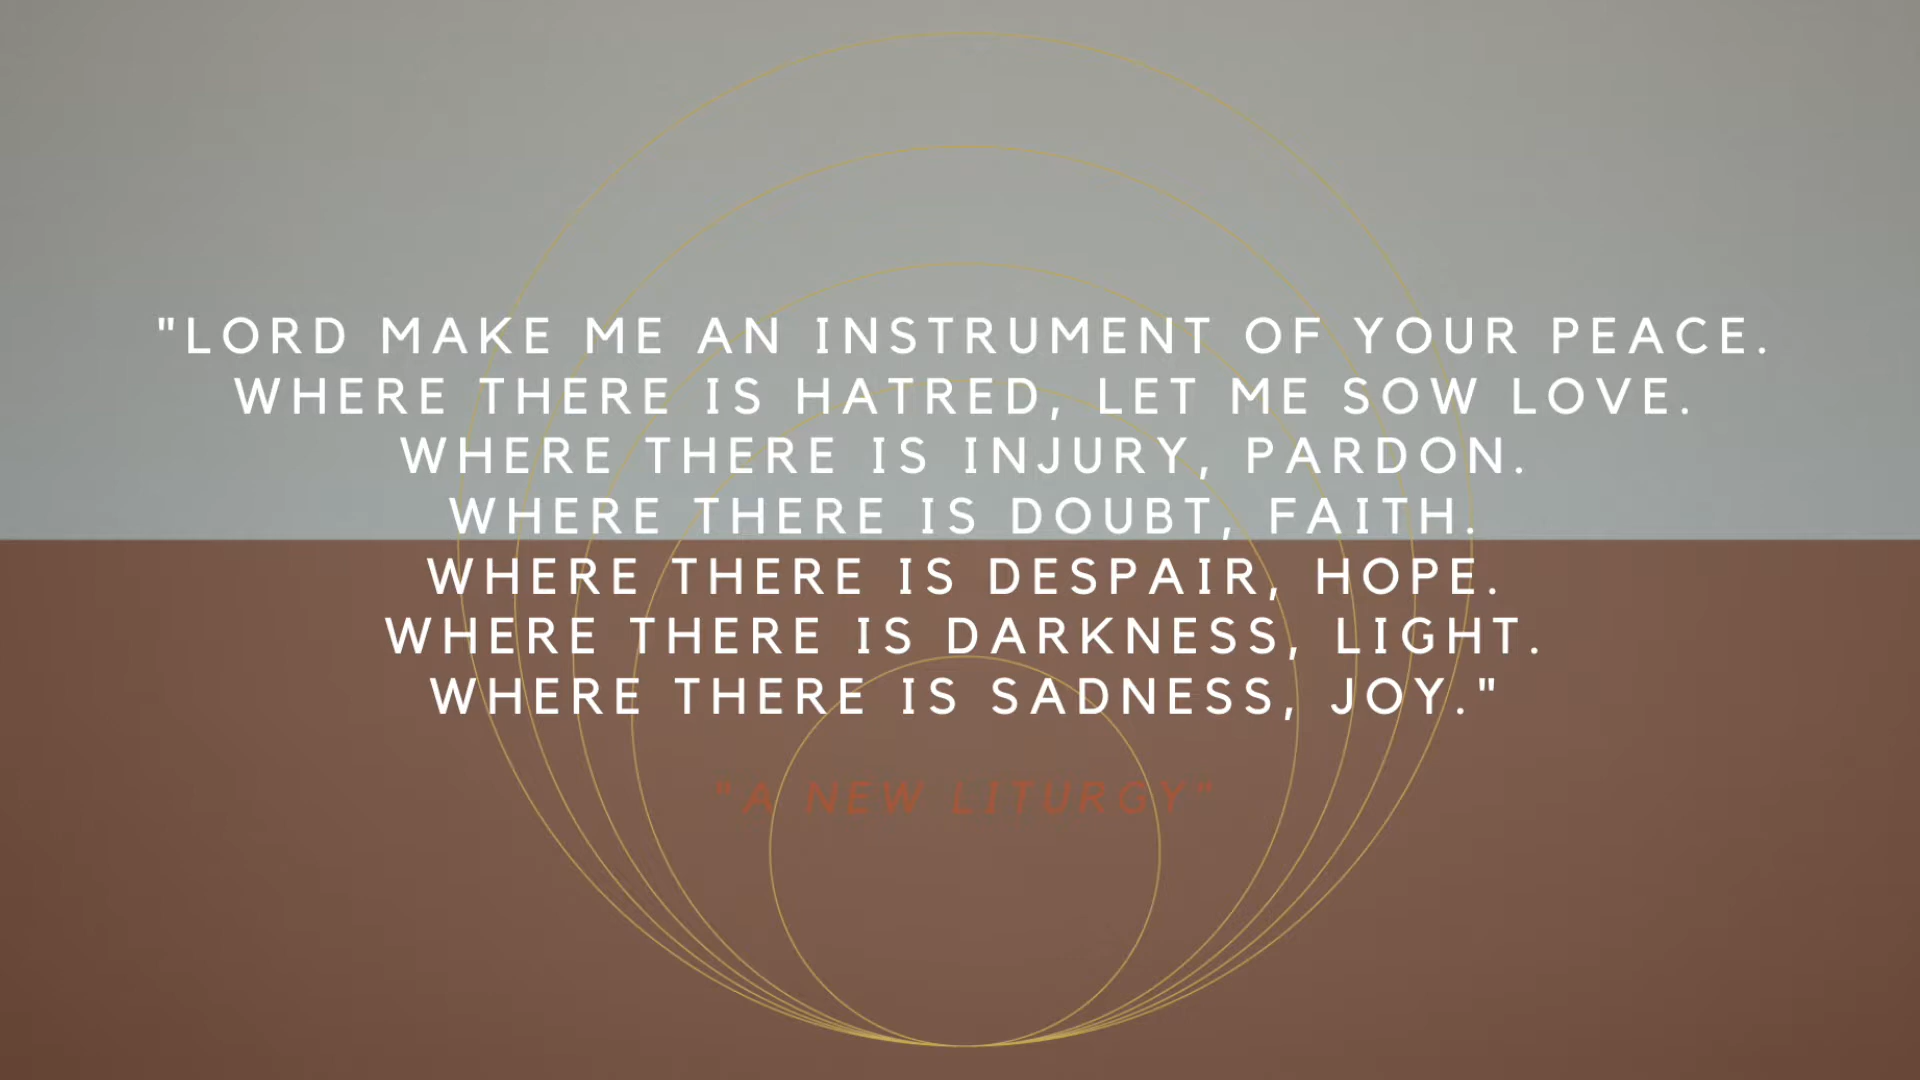 "LORD MAKE ME AN INSTRUMENT OF YOUR PEACE.
WHERE THERE IS HATRED, LET ME SOW LOVE.
WHERE THERE IS INJURY, PARDON.
WHERE THERE IS DOUBT, FAITH.
WHERE THERE IS DESPAIR, HOPE.
WHERE THERE IS DARKNESS, LIGHT.
WHERE THERE IS SADNESS, JOY."
"A NEW LITURGY"